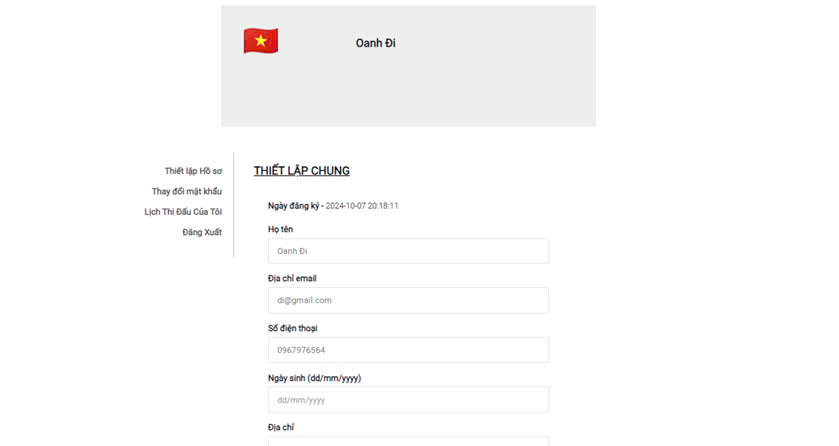 Oanh Đi
Thiết lập Hồ sơ
Thay đổi mật khẩu
Lịch Thi Đấu Của Tôi
Đăng Xuất
THIẾT LẬP CHUNG
Ngày đăng ký - 2024-10-07 20:18:11
Họ tên
Oanh Đi
Địa chỉ email
di@gmail.com
Số điện thoại
0967976564
Ngày sinh (dd/mm/yyyy)
dd/mm/yyyy
Địa chỉ